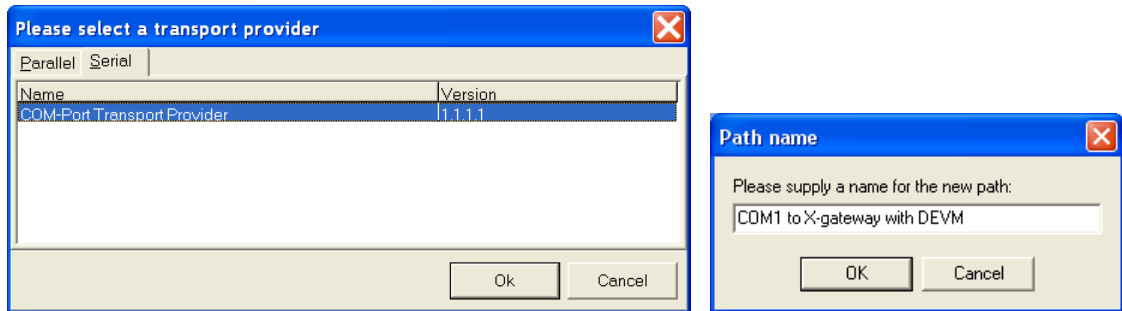 Please select a transport provider
Parallel Serial
Name Version
COM-Port Transport Provider 1.1.1.1
Ok Cancel
Path name
Please supply a name for the new path:
COM1 to X-gateway with DEVM
OK Cancel